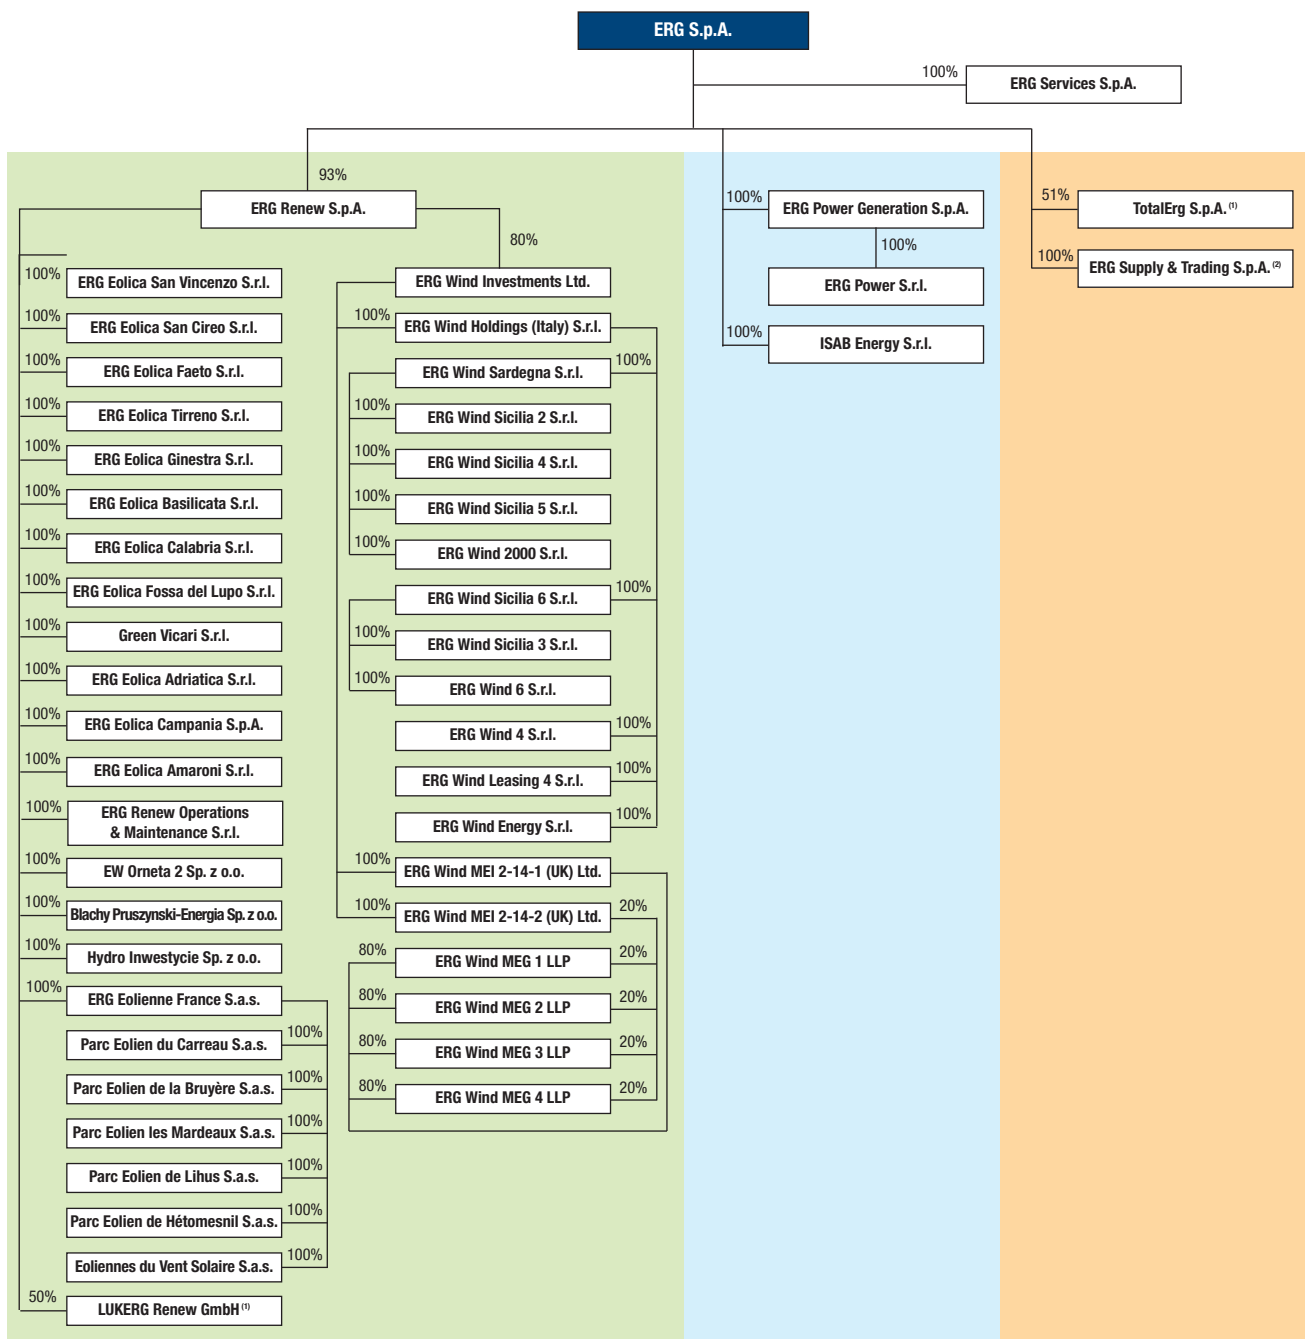 ERG S.p.A.
100%
ERG Services S.p.A.
93%
ERG Renew S.p.A.
80%
100%
ERG Eolica San Vincenzo S.r.l.
100%
ERG Eolica San Cireo S.r.l.
100%
ERG Eolica Faeto S.r.l.
100%
ERG Eolica Tirreno S.r.l.
100%
ERG Eolica Ginestra S.r.l.
100%
ERG Eolica Basilicata S.r.l.
100%
ERG Eolica Calabria S.r.l.
100%
ERG Eolica Fossa del Lupo S.r.l.
100%
Green Vicari S.r.l.
100%
ERG Eolica Adriatica S.r.l.
100%
ERG Eolica Campania S.p.A.
100%
ERG Eolica Amaroni S.r.l.
100%
ERG Renew Operations
& Maintenance S.r.l.
100%
EW Orneta 2 Sp. z o.o.
100%
Blachy Pruszynski-Energia Sp. z o.o.
100%
Hydro Inwestycie Sp. z o.o.
100%
ERG Eolienne France S.a.s.
100%
Parc Eolien du Carreau S.a.s.
100%
Parc Eolien de la Bruyère S.a.s.
100%
Parc Eolien les Mardeaux S.a.s.
100%
Parc Eolien de Lihus S.a.s.
100%
Parc Eolien de Hétomesnil S.a.s.
100%
Eoliennes du Vent Solaire S.a.s.
100%
50%
LUKERG Renew GmbH (1)
ERG Wind Investments Ltd.
100%
ERG Wind Holdings (Italy) S.r.l.
ERG Wind Sardegna S.r.l.
100%
100%
ERG Wind Sicilia 2 S.r.l.
100%
ERG Wind Sicilia 4 S.r.l.
100%
ERG Wind Sicilia 5 S.r.l.
100%
ERG Wind 2000 S.r.l.
ERG Wind Sicilia 6 S.r.l.
100%
100%
ERG Wind Sicilia 3 S.r.l.
100%
ERG Wind 6 S.r.l.
ERG Wind 4 S.r.l.
100%
ERG Wind Leasing 4 S.r.l.
100%
ERG Wind Energy S.r.l.
100%
100%
ERG Wind MEI 2-14-1 (UK) Ltd.
100%
ERG Wind MEI 2-14-2 (UK) Ltd.
20%
80%
ERG Wind MEG 1 LLP
20%
80%
ERG Wind MEG 2 LLP
20%
80%
ERG Wind MEG 3 LLP
20%
80%
ERG Wind MEG 4 LLP
20%
100%
ERG Power Generation S.p.A.
100%
ERG Power S.r.l.
100%
ISAB Energy S.r.l.
51%
TotalErg S.p.A. (1)
100%
ERG Supply & Trading S.p.A. (2)